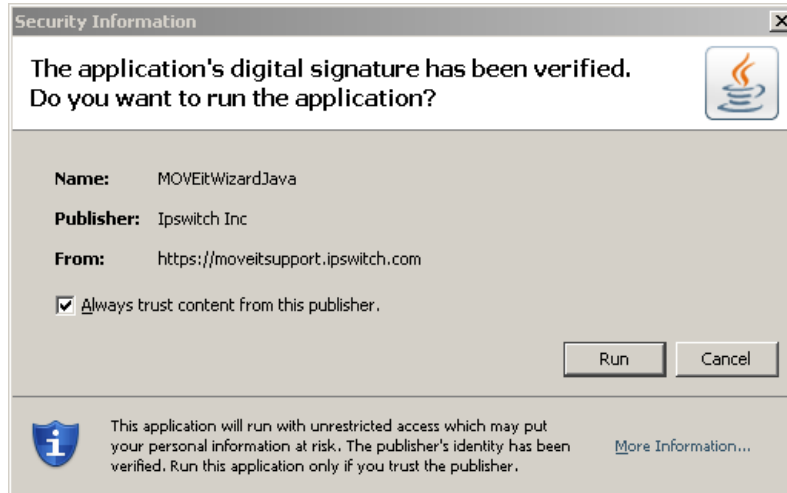 Security Information
The application's digital signature has been verified.
Do you want to run the application?
Name: MOVEitWizardJava
Publisher: Ipswitch Inc
From: https://moveitsupport.ipswitch.com
Always trust content from this publisher.
Run Cancel
This application will run with unrestricted access which may put
your personal information at risk. The publisher's identity has been
verified. Run this application only if you trust the publisher.
More Information...